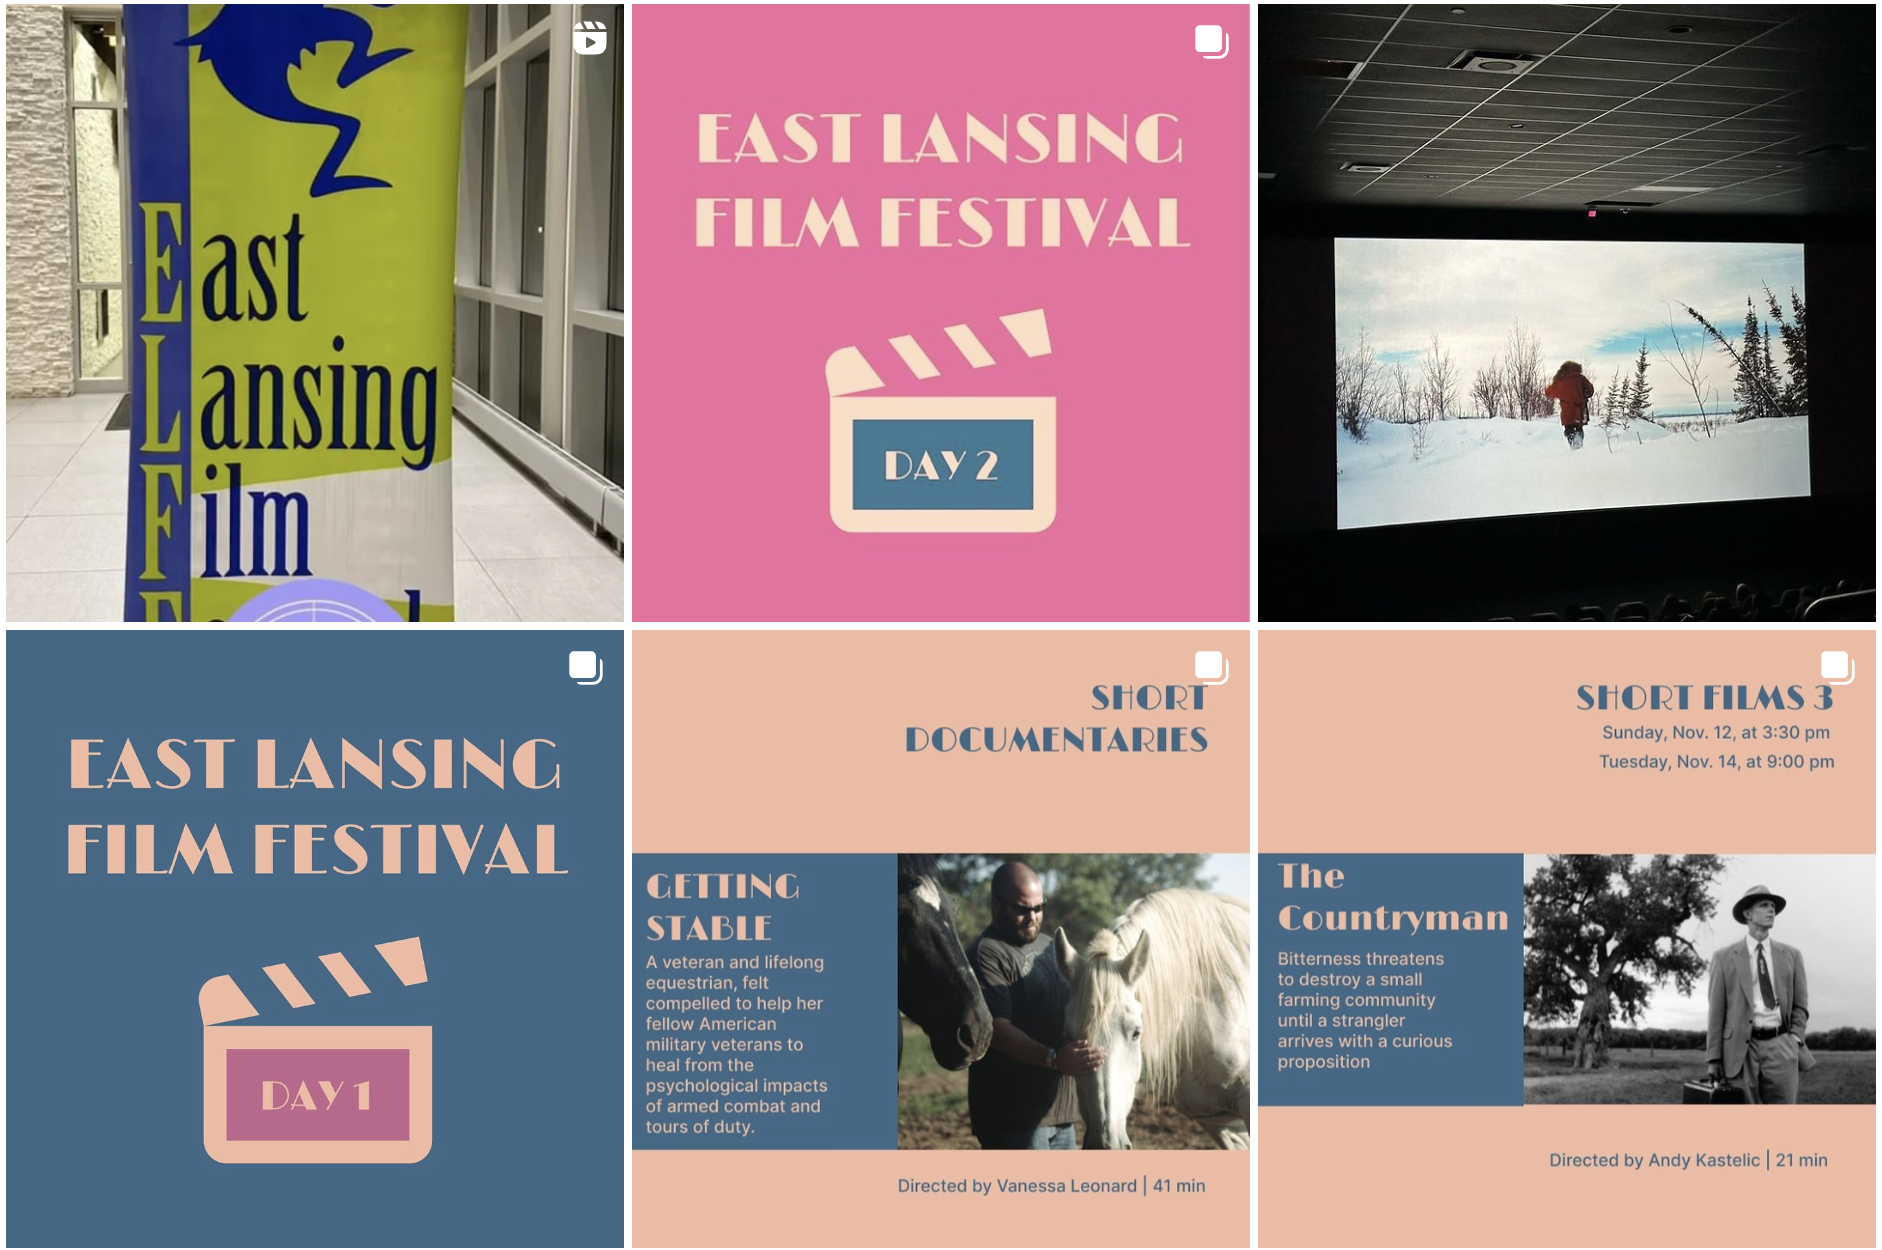 East
Lansing
Film
EAST LANSING
FILM FESTIVAL
DAY 2
EAST LANSING
FILM FESTIVAL
DAY 1
SHORT
DOCUMENTARIES
GETTING
STABLE
A veteran and lifelong
equestrian, felt
compelled to help her
fellow American
military veterans to
heal from the
psychological impacts
of armed combat and
tours of duty.
Directed by Vanessa Leonard | 41 min
SHORT FILMS 3
Sunday, Nov. 12, at 3:30 pm
Tuesday, Nov. 14, at 9:00 pm
The
Countryman
Bitterness threatens
to destroy a small
farming community
until a strangler
arrives with a curious
proposition
Directed by Andy Kastelic | 21 min